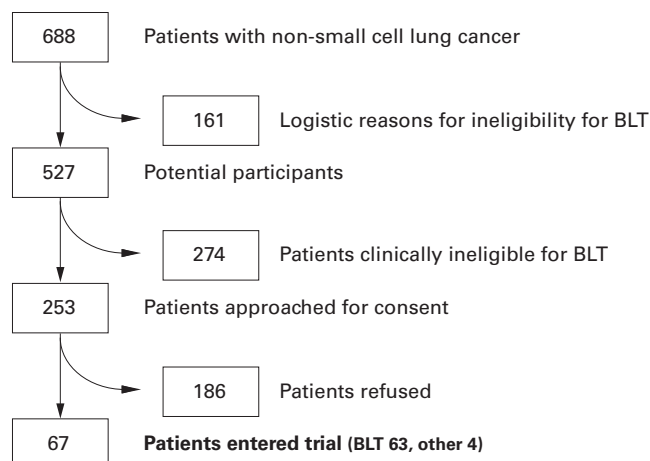 688 Patients with non-small cell lung cancer
161 Logistic reasons for ineligibility for BLT
527 Potential participants
274 Patients clinically ineligible for BLT
253 Patients approached for consent
186 Patients refused
67 Patients entered trial (BLT 63, other 4)